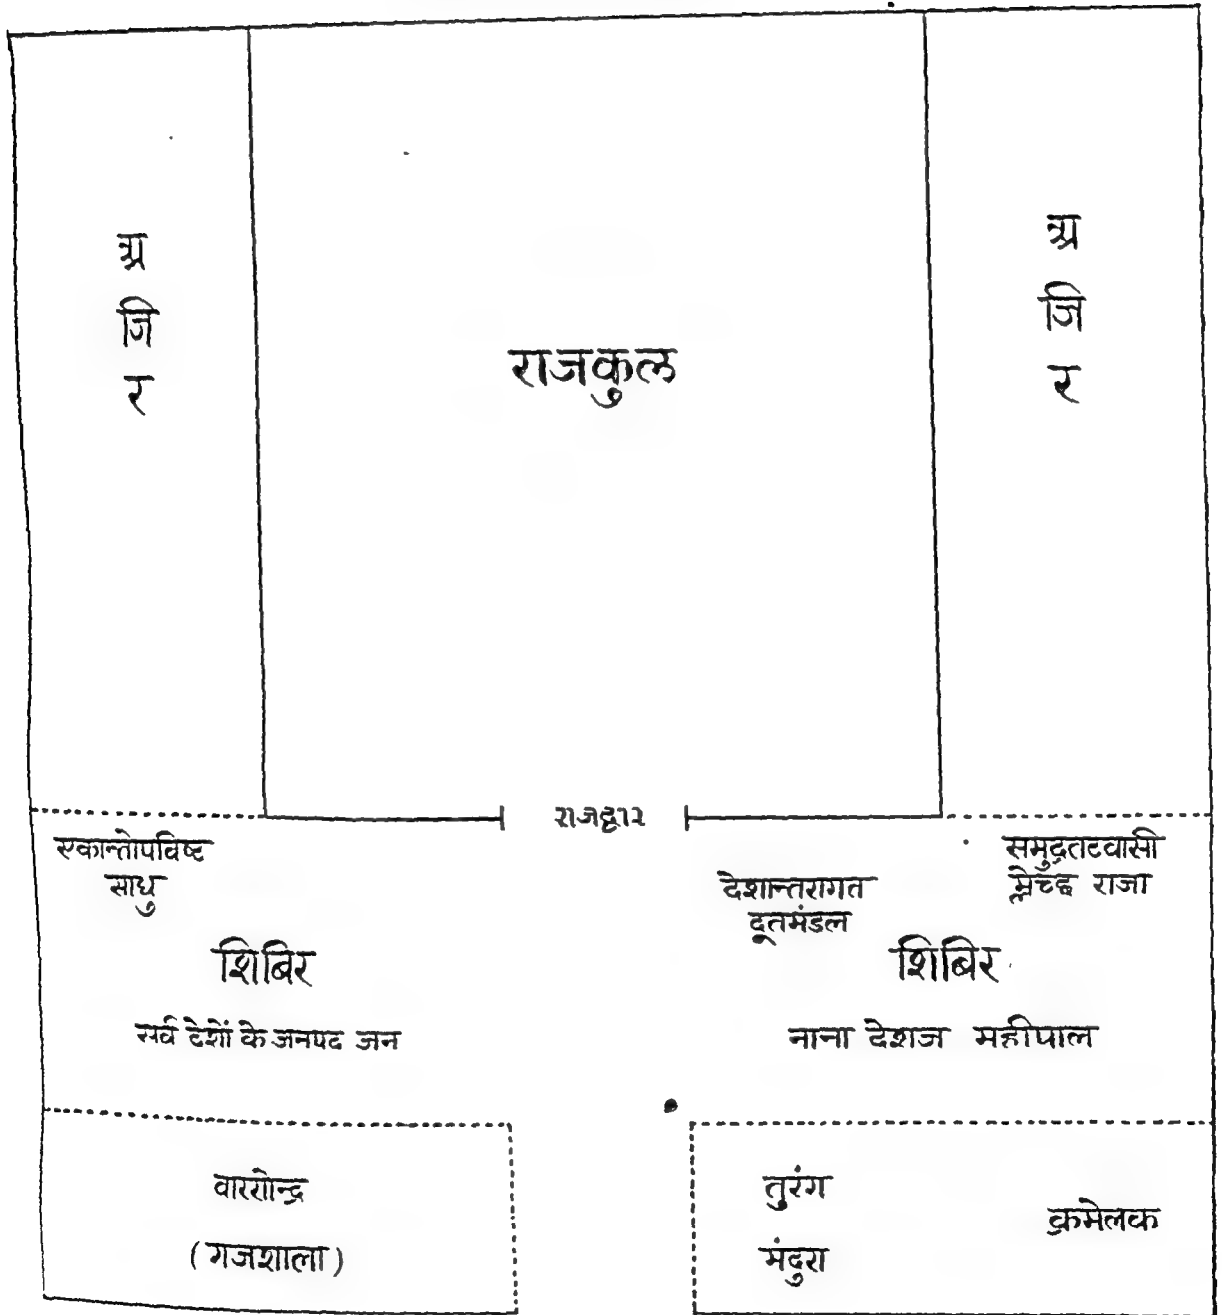 अ
जि
र
राजकुल
अ
जि
र
राजद्वार
एकान्तोपविष्ट
साधु
शिबिर
सर्व देशों के जनपद जन
देशान्तरागत
दूतमंडल
समुद्रतटवासी
म्लेच्छ राजा
शिबिर
नाना देशज महीपाल
वारणेन्द्र
(गजशाला)
तुरंग
मंदुरा
क्रमेलक